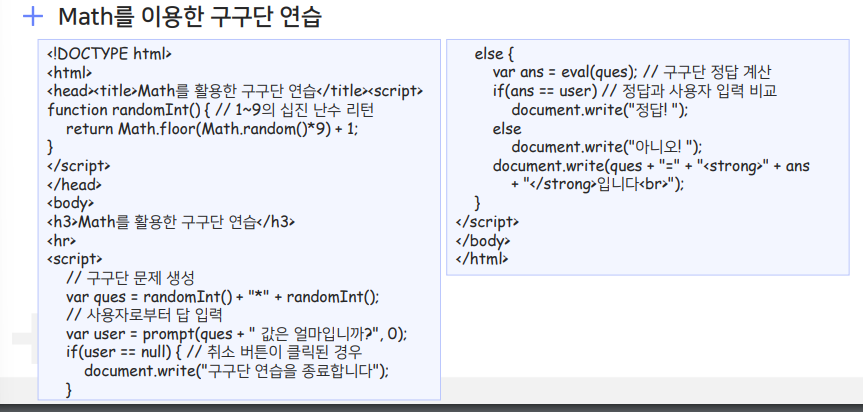 Math를 이용한 구구단 연습
<!DOCTYPE html>
<html>
<head><title>Math를 활용한 구구단 연습</title><script>
function randomInt() { // 1~9의 십진 난수 리턴
    return Math.floor(Math.random()*9) + 1;
}
</script>
</head>
<body>
<h3>Math를 활용한 구구단 연습</h3>
<hr>
<script>
    // 구구단 문제 생성
    var ques = randomInt() + "*" + randomInt();
    // 사용자로부터 답 입력
    var user = prompt(ques + " 값은 얼마입니까?", 0);
    if(user == null) { // 취소 버튼이 클릭된 경우
        document.write("구구단 연습을 종료합니다");
    }
    else {
        var ans = eval(ques); // 구구단 정답 계산
        if(ans == user) // 정답과 사용자 입력 비교
            document.write("정답! ");
        else
            document.write("아니오! ");
        document.write(ques + "=" + "<strong>" + ans
            + "</strong>입니다<br>");
    }
</script>
</body>
</html>